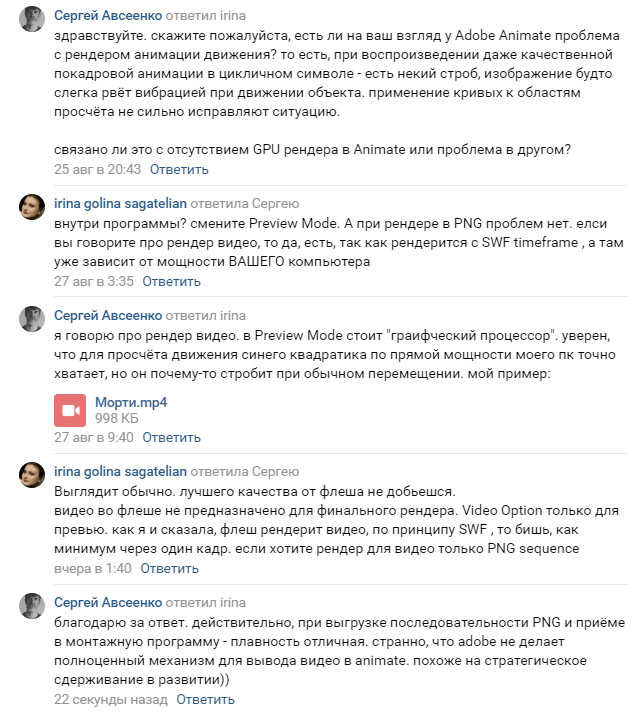 Сергей Авсеенко ответил irina
здравствуйте. скажите пожалуйста, есть ли на ваш взгляд у Adobe Animate проблема
с рендером анимации движения? то есть, при воспроизведении даже качественной
покадровой анимации в цикличном символе - есть некий строб, изображение будто
слегка рвёт вибрацией при движении объекта. применение кривых к областям
просчёта не сильно исправляют ситуацию.
связано ли это с отсутствием GPU рендера в Animate или проблема в другом?
25 авг в 20:43 Ответить
irina golina sagatelian ответила Сергею
внутри программы? смените Preview Mode. А при рендере в PNG проблем нет. елси
вы говорите про рендер видео, то да, есть, так как рендерится с SWF timeframe , а там
уже зависит от мощности ВАШЕГО компьютера
27 авг в 3:35 Ответить
Сергей Авсеенко ответил irina
я говорю про рендер видео. в Preview Mode стоит "граифческий процессор". уверен,
что для просчёта движения синего квадратика по прямой мощности моего пк точно
хватает, но он почему-то стробит при обычном перемещении. мой пример:
Морти.mp4
998 КБ
27 авг в 9:40 Ответить
irina golina sagatelian ответила Сергею
Выглядит обычно. лучшего качества от флеша не добьешся.
видео во флеше не предназначено для финального рендера. Video Option только для
превью. как я и сказала, флеш рендерит видео, по принципу SWF , то бишь, как
минимум через один кадр. если хотите рендер для видео только PNG sequence
вчера в 1:40 Ответить
Сергей Авсеенко ответил irina
благодарю за ответ. действительно, при выгрузке последовательности PNG и приёме
в монтажную программу - плавность отличная. странно, что adobe не делает
полноценный механизм для вывода видео в animate. похоже на стратегическое
сдерживание в развитии))
22 секунды назад Ответить